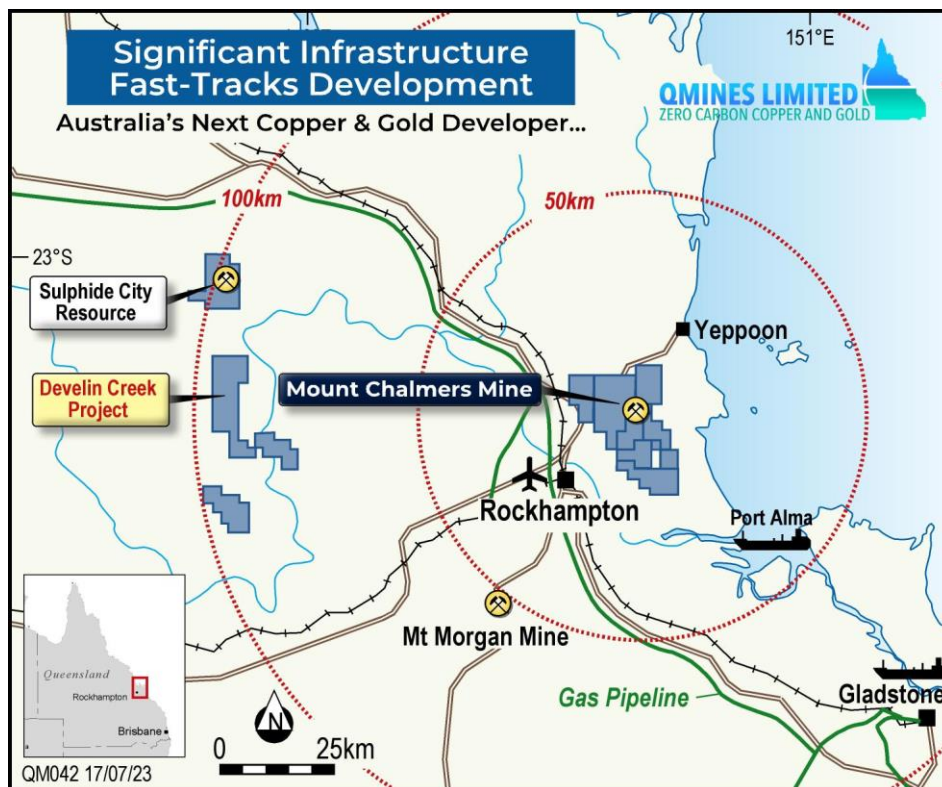 Significant Infrastructure
Fast-Tracks Development
Australia's Next Copper & Gold Developer...
151°E
QMINES LIMITED
ZERO CARBON COPPER AND GOLD
100km
50km
23°S
Sulphide City
Resource
Yeppoon
Develin Creek
Project
Mount Chalmers Mine
Rockhampton
Port Alma
Mt Morgan Mine
Gas Pipeline
Gladstone
Queensland
Rockhampton
Brisbane
N
0 25km
QM042 17/07/23